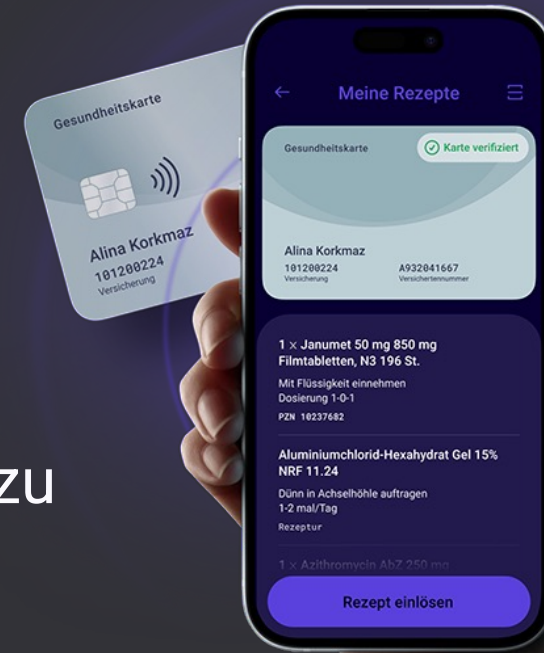 Gesundheitskarte
Alina Korkmaz
101200224
Versicherung
zu
Meine Rezepte
Gesundheitskarte
Karte verifiziert
Alina Korkmaz
101200224 A932041667
Versicherung Versichertennummer
1 × Janumet 50 mg 850 mg
Filmtabletten, N3 196 St.
Mit Flüssigkeit einnehmen
Dosierung 1-0-1
PZN 10237682
Aluminiumchlorid-Hexahydrat Gel 15%
NRF 11.24
Dünn in Achselhöhle auftragen
1-2 mal/Tag
Rezeptur
1 × Azithromycin AbZ 250 mg
Rezept einlösen